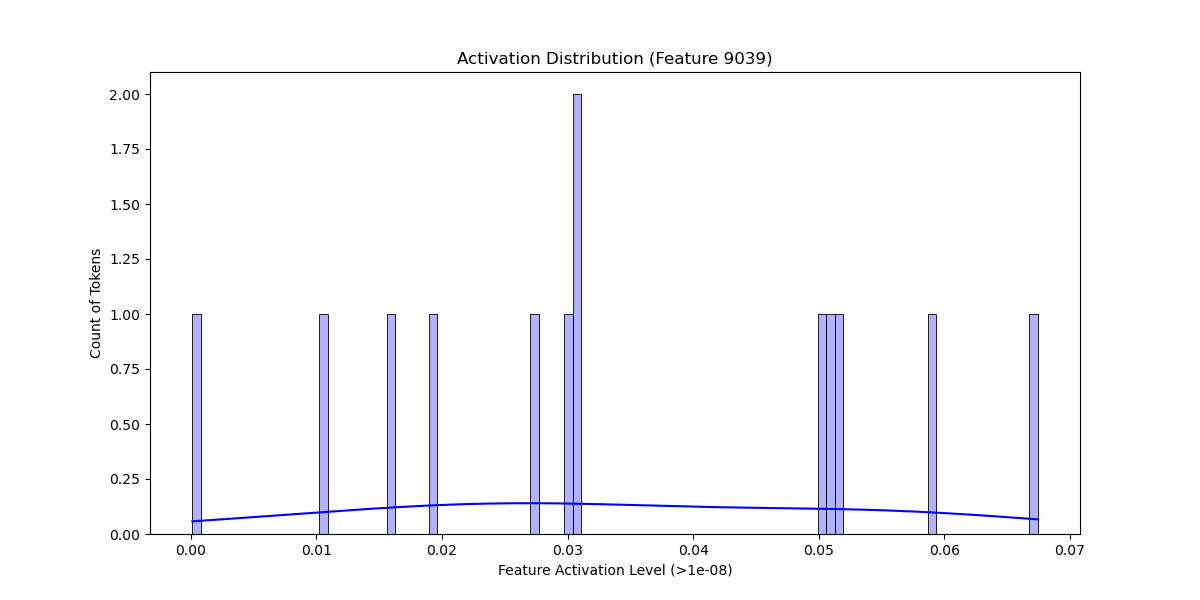 Activation Distribution (Feature 9039)
2.00
1.75
1.50
1.25
1.00
0.75
0.50
0.25
0.00
Count of Tokens
0.00 0.01 0.02 0.03 0.04 0.05 0.06 0.07
Feature Activation Level (>1e-08)